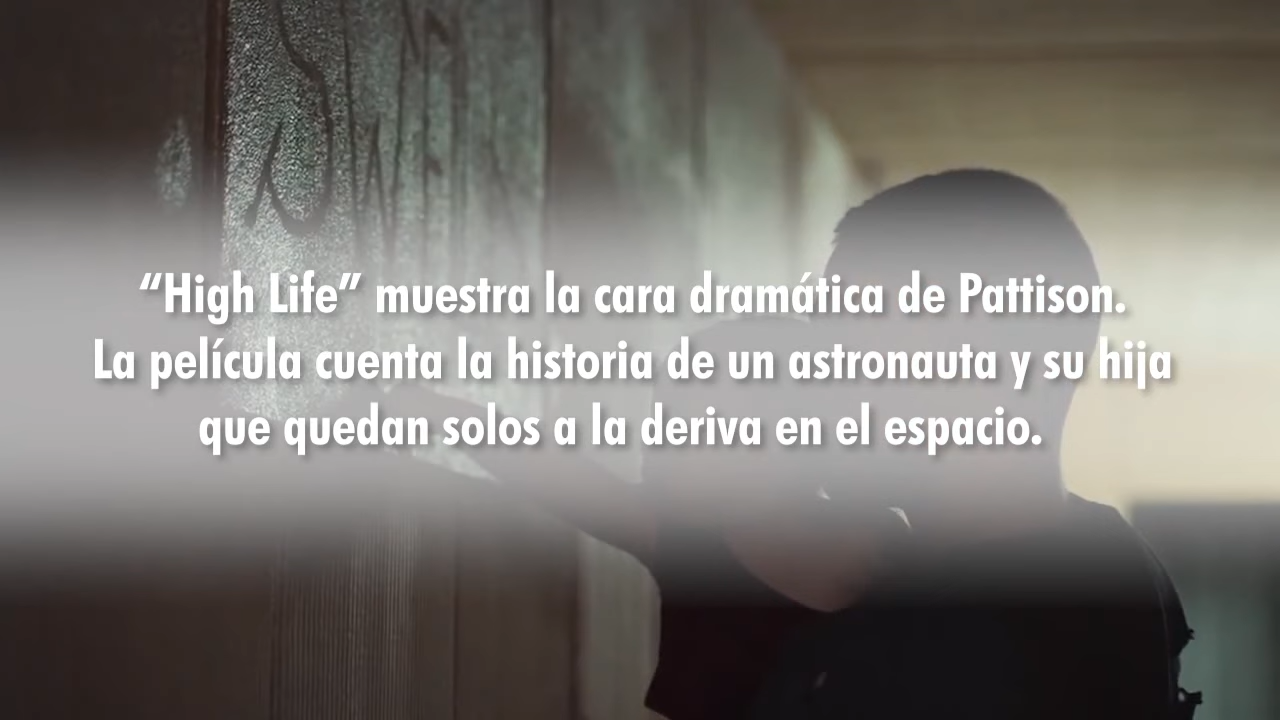 “High Life” muestra la cara dramática de Pattison.
La película cuenta la historia de un astronauta y su hija
que quedan solos a la deriva en el espacio.